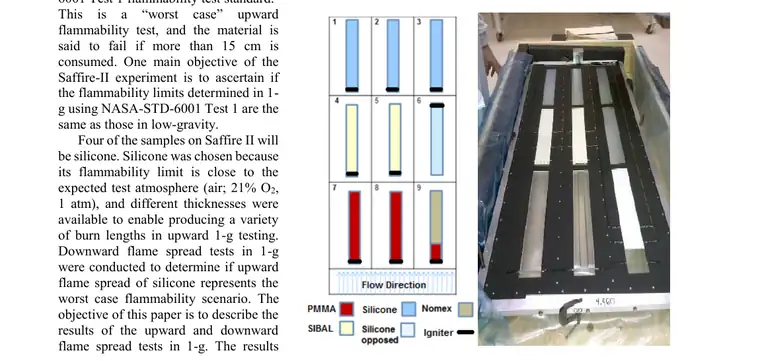 6001 Test 1 flammability test standard.
This is a “worst case” upward
flammability test, and the material is
said to fail if more than 15 cm is
consumed. One main objective of the
Saffire-II experiment is to ascertain if
the flammability limits determined in 1-
g using NASA-STD-6001 Test 1 are the
same as those in low-gravity.
Four of the samples on Saffire II will
be silicone. Silicone was chosen because
its flammability limit is close to the
expected test atmosphere (air; 21% O2,
1 atm), and different thicknesses were
available to enable producing a variety
of burn lengths in upward 1-g testing.
Downward flame spread tests in 1-g
were conducted to determine if upward
flame spread of silicone represents the
worst case flammability scenario. The
objective of this paper is to describe the
results of the upward and downward
flame spread tests in 1-g. The results
1 2 3
4 5 6
7 8 9
Flow Direction
PMMA Silicone Nomex
SIBAL Silicone opposed Igniter